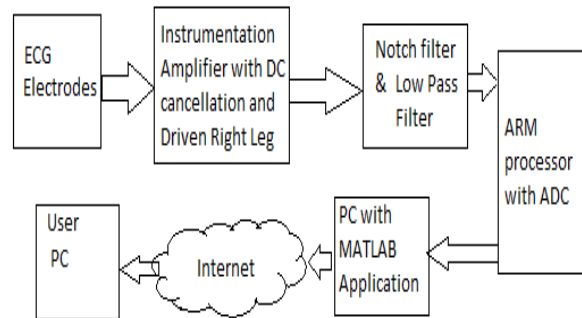 ECG
Electrodes
Instrumentation
Amplifier with DC
cancellation and
Driven Right Leg
Notch filter
& Low Pass
Filter
ARM
processor
with ADC
PC with
MATLAB
Application
Internet
User
PC